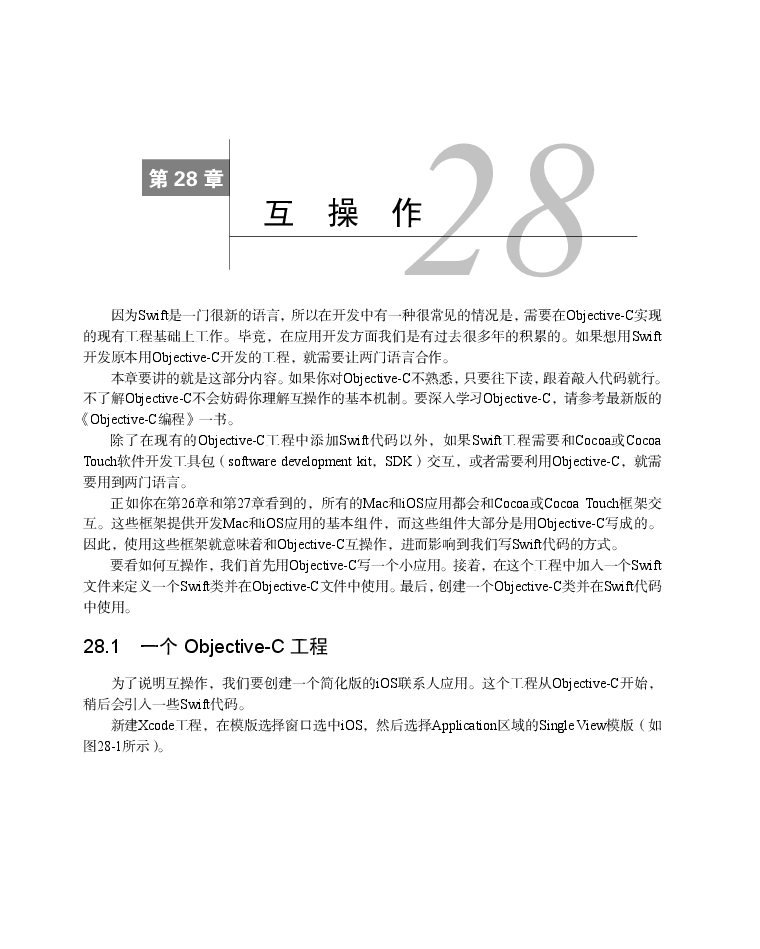 第 28 章
28
互 操 作
因为Swift是一门很新的语言，所以在开发中有一种很常见的情况是，需要在Objective-C实现
的现有工程基础上工作。毕竟，在应用开发方面我们是有过去很多年的积累的。如果想用Swift
开发原本用Objective-C开发的工程，就需要让两门语言合作。
本章要讲的就是这部分内容。如果你对Objective-C不熟悉，只要往下读，跟着敲入代码就行。
不了解Objective-C不会妨碍你理解互操作的基本机制。要深入学习Objective-C，请参考最新版的
《Objective-C编程》一书。
除了在现有的Objective-C工程中添加Swift代码以外，如果Swift工程需要和Cocoa或Cocoa
Touch软件开发工具包（software development kit，SDK）交互，或者需要利用Objective-C，就需
要用到两门语言。
正如你在第26章和第27章看到的，所有的Mac和iOS应用都会和Cocoa或Cocoa Touch框架交
互。这些框架提供开发Mac和iOS应用的基本组件，而这些组件大部分是用Objective-C写成的。
因此，使用这些框架就意味着和Objective-C互操作，进而影响到我们写Swift代码的方式。
要看如何互操作，我们首先用Objective-C写一个小应用。接着，在这个工程中加入一个Swift
文件来定义一个Swift类并在Objective-C文件中使用。最后，创建一个Objective-C类并在Swift代码
中使用。
28.1 一个 Objective-C 工程
为了说明互操作，我们要创建一个简化版的iOS联系人应用。这个工程从Objective-C开始，
稍后会引入一些Swift代码。
新建Xcode工程，在模版选择窗口选中iOS，然后选择Application区域的Single View模版（如
图28-1所示）。